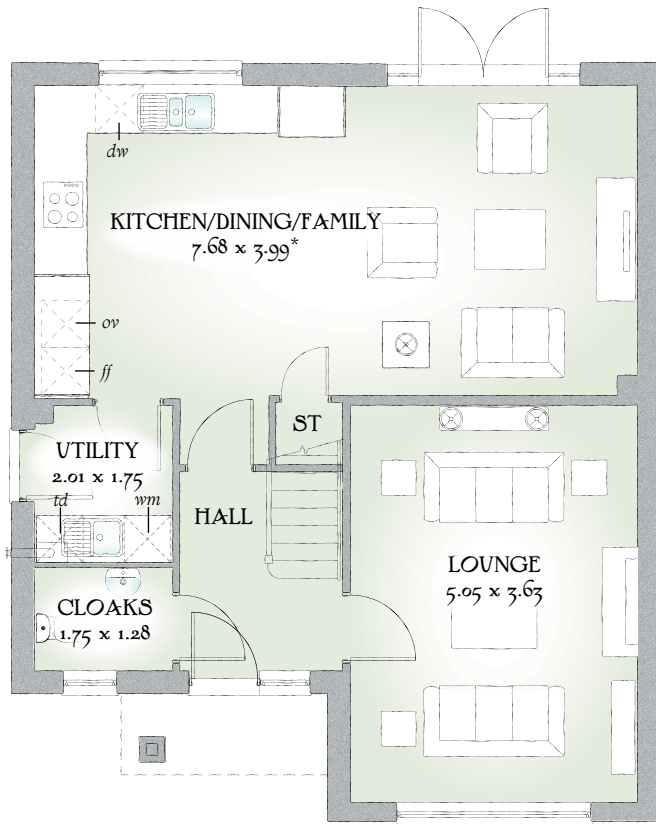 dw
KITCHEN/DINING/FAMILY
7.68 x 3.99*
ov
ff
ST
UTILITY
2.01 x 1.75
td
wm
HALL
LOUNGE
5.05 x 3.63
CLOAKS
1.75 x 1.28